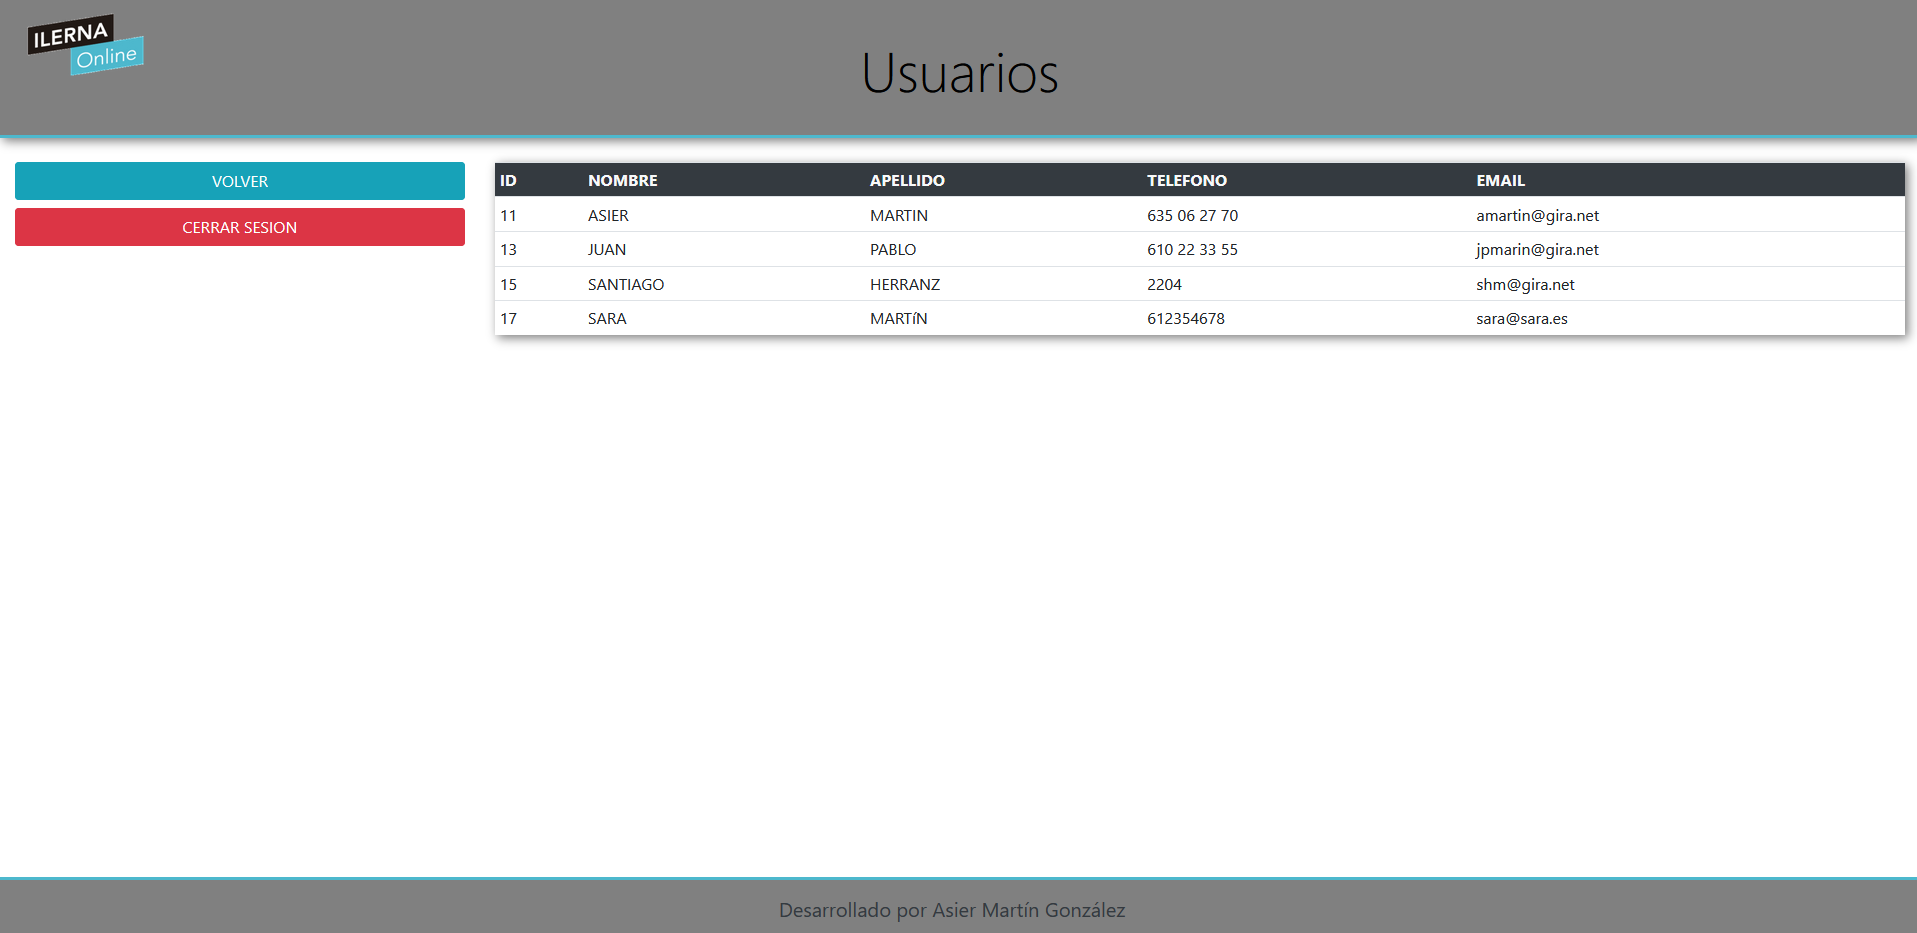 ILERNA
Online
Usuarios
VOLVER
CERRAR SESION
ID NOMBRE APELLIDO TELEFONO EMAIL
11 ASIER MARTIN 635 06 27 70 amartin@gira.net
13 JUAN PABLO 610 22 33 55 jpmarin@gira.net
15 SANTIAGO HERRANZ 2204 shm@gira.net
17 SARA MARTíN 612354678 sara@sara.es
Desarrollado por Asier Martín González